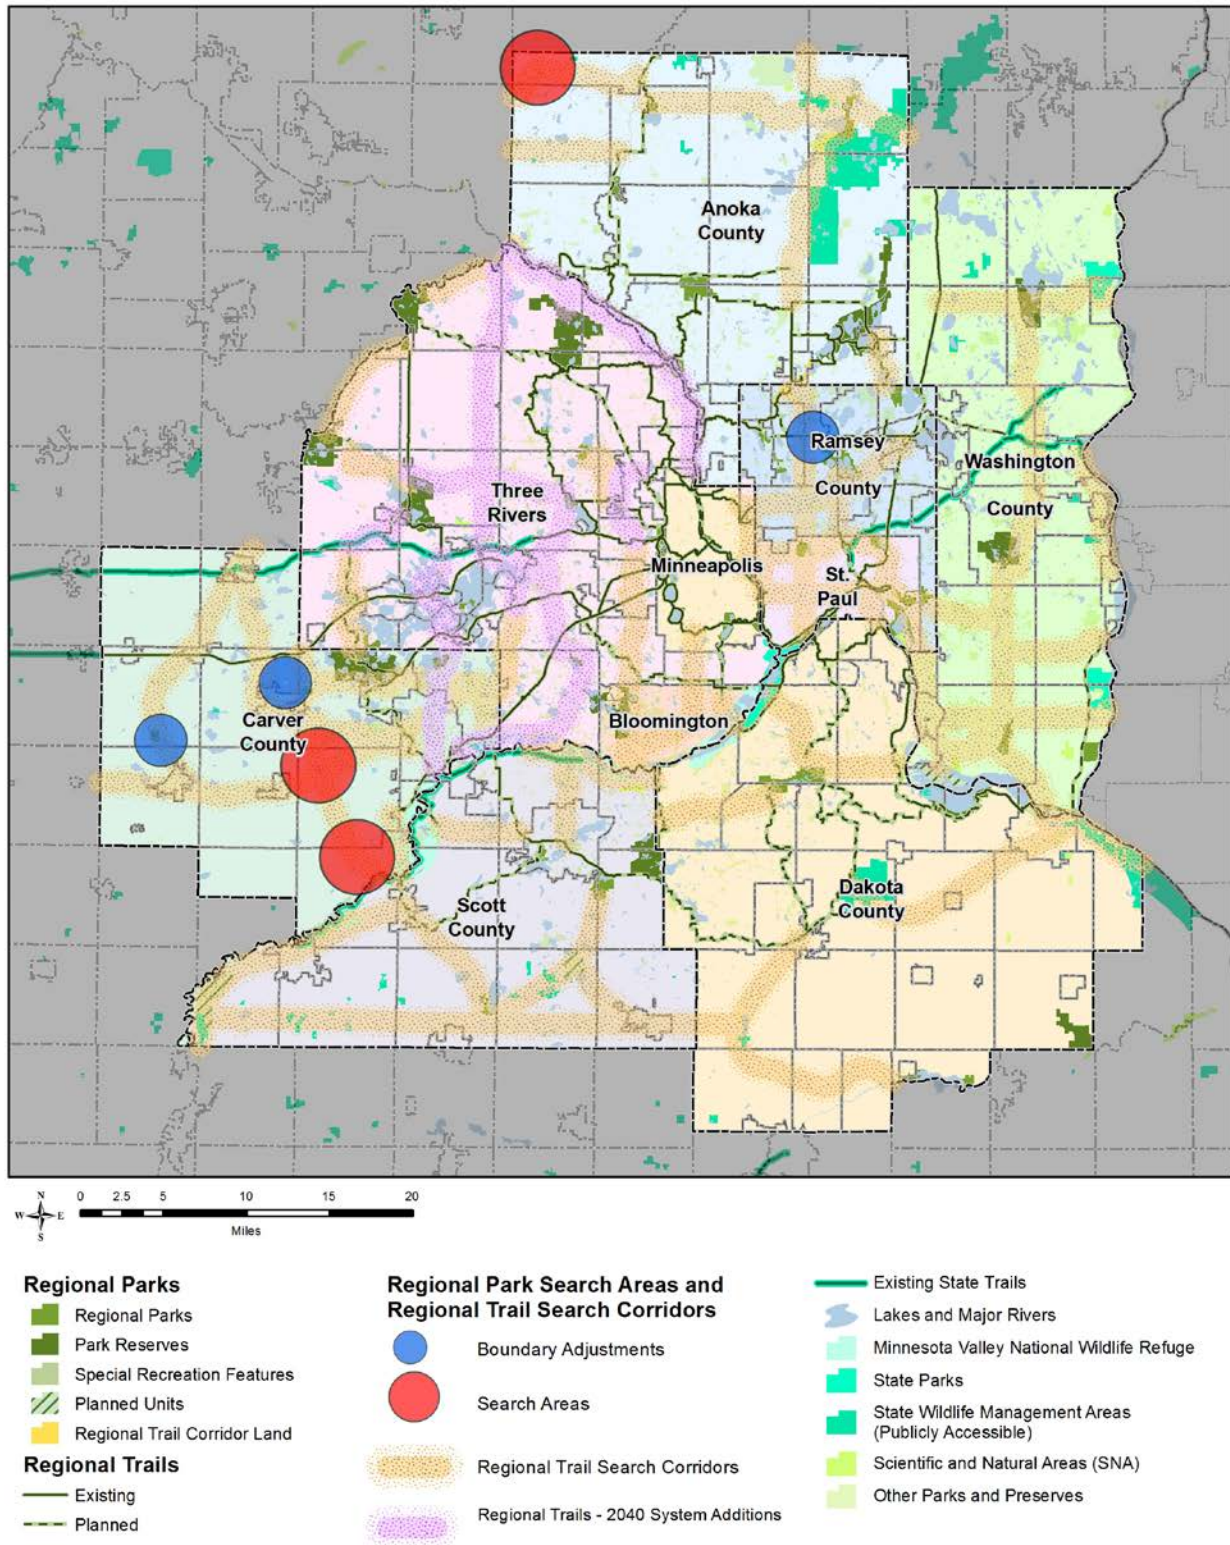 Anoka
County
Ramsey
County
Washington
County
Three
Rivers
Minneapolis
St.
Paul
Carver
County
Bloomington
Scott
County
Dakota
County
N
W E
S
0 2.5 5 10 15 20
Miles
Regional Parks
Regional Parks
Park Reserves
Special Recreation Features
Planned Units
Regional Trail Corridor Land
Regional Trails
Existing
Planned
Regional Park Search Areas and
Regional Trail Search Corridors
Boundary Adjustments
Search Areas
Regional Trail Search Corridors
Regional Trails - 2040 System Additions
Existing State Trails
Lakes and Major Rivers
Minnesota Valley National Wildlife Refuge
State Parks
State Wildlife Management Areas
(Publicly Accessible)
Scientific and Natural Areas (SNA)
Other Parks and Preserves